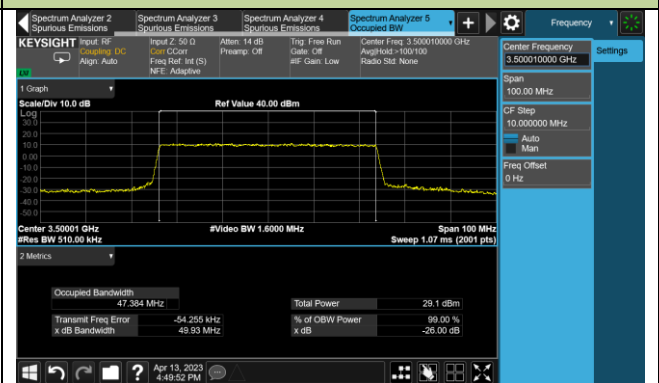 Spectrum Analyzer 2
Spurious Emissions
Spectrum Analyzer 3
Spurious Emissions
Spectrum Analyzer 4
Spurious Emissions
Spectrum Analyzer 5
Occupied BW
Frequency
KEYSIGHT
Input: RF
Coupling: DC
Align: Auto
Input Z: 50 Ω
Corr CCorr
Freq Ref: Int (S)
NFE: Adaptive
Atten: 14 dB
Preamp: Off
Trig: Free Run
Gate: Off
#IF Gain: Low
Center Freq: 3.500010000 GHz
Avg|Hold:>100/100
Radio Std: None
Center Frequency
3.500010000 GHz
Settings
Span
100.00 MHz
CF Step
10.000000 MHz
Auto
Man
Freq Offset
0 Hz
1 Graph
Scale/Div 10.0 dB
Ref Value 40.00 dBm
Log
30.0
20.0
10.0
0.00
-10.0
-20.0
-30.0
-40.0
-50.0
Center 3.50001 GHz
#Video BW 1.6000 MHz
Span 100 MHz
#Res BW 510.00 kHz
Sweep 1.07 ms (2001 pts)
2 Metrics
Occupied Bandwidth
47.384 MHz
Total Power
29.1 dBm
Transmit Freq Error
-54.255 kHz
% of OBW Power
99.00 %
x dB Bandwidth
49.93 MHz
x dB
-26.00 dB
Apr 13, 2023
4:49:52 PM